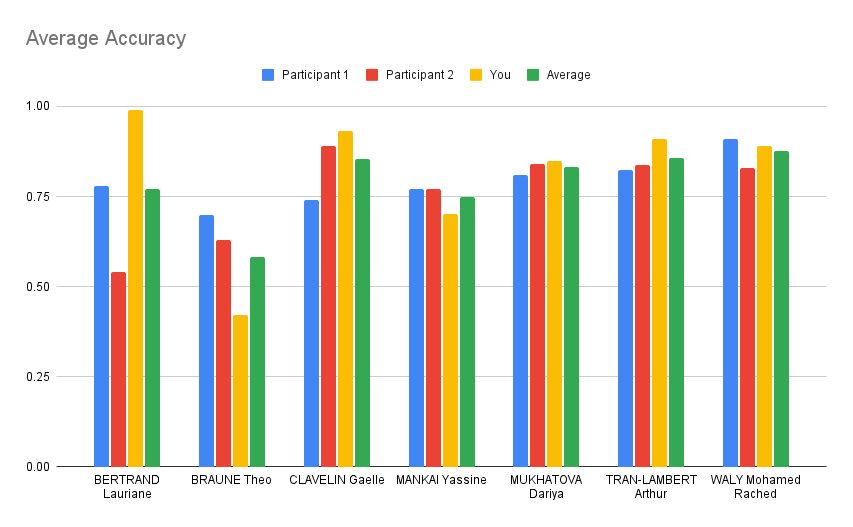 Average Accuracy
Participant 1 Participant 2 You Average
1.00
0.75
0.50
0.25
0.00
BERTRAND Lauriane
BRAUNE Theo
CLAVELIN Gaelle
MANKAI Yassine
MUKHATOVA Dariya
TRAN-LAMBERT Arthur
WALY Mohamed Rached